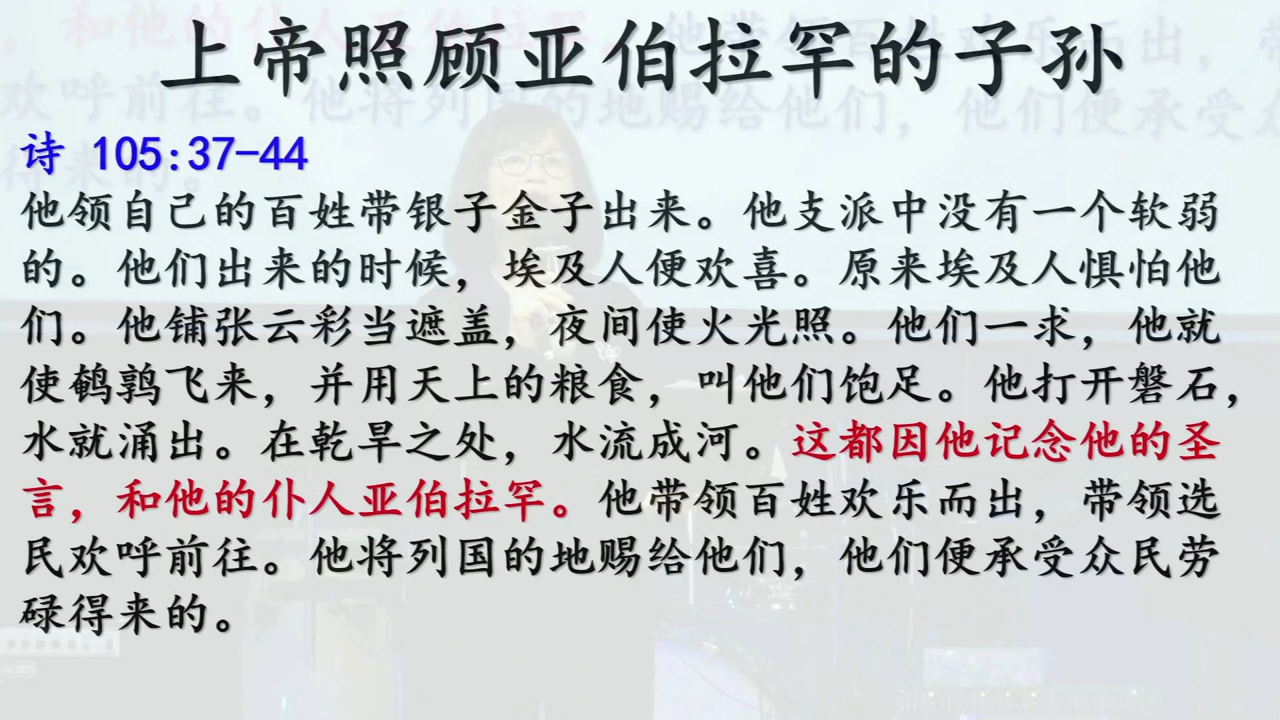 上帝照顾亚伯拉罕的子孙
诗 105:37-44
他领自己的百姓带银子金子出来。他支派中没有一个软弱
的。他们出来的时候，埃及人便欢喜。原来埃及人惧怕他
们。他铺张云彩当遮盖，夜间使火光照。他们一求，他就
使鹌鹑飞来，并用天上的粮食，叫他们饱足。他打开磐石，
水就涌出。在乾旱之处，水流成河。这都因他记念他的圣
言，和他的仆人亚伯拉罕。他带领百姓欢乐而出，带领选
民欢呼前往。他将列国的地赐给他们，他们便承受众民劳
碌得来的。